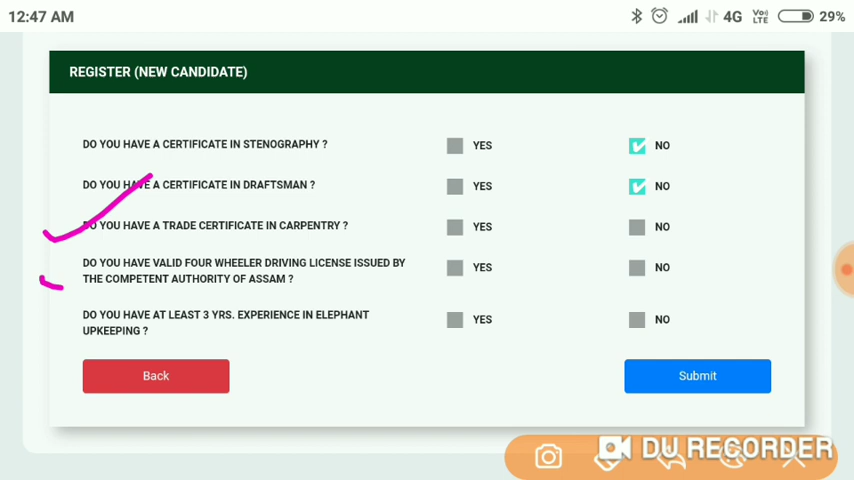 12:47 AM 4G Vo) LTE 29%
REGISTER (NEW CANDIDATE)
DO YOU HAVE A CERTIFICATE IN STENOGRAPHY ? YES NO
DO YOU HAVE A CERTIFICATE IN DRAFTSMAN ? YES NO
DO YOU HAVE A TRADE CERTIFICATE IN CARPENTRY ? YES NO
DO YOU HAVE VALID FOUR WHEELER DRIVING LICENSE ISSUED BY
THE COMPETENT AUTHORITY OF ASSAM ? YES NO
DO YOU HAVE AT LEAST 3 YRS. EXPERIENCE IN ELEPHANT
UPKEEPING ? YES NO
Back Submit
DU RECORDER